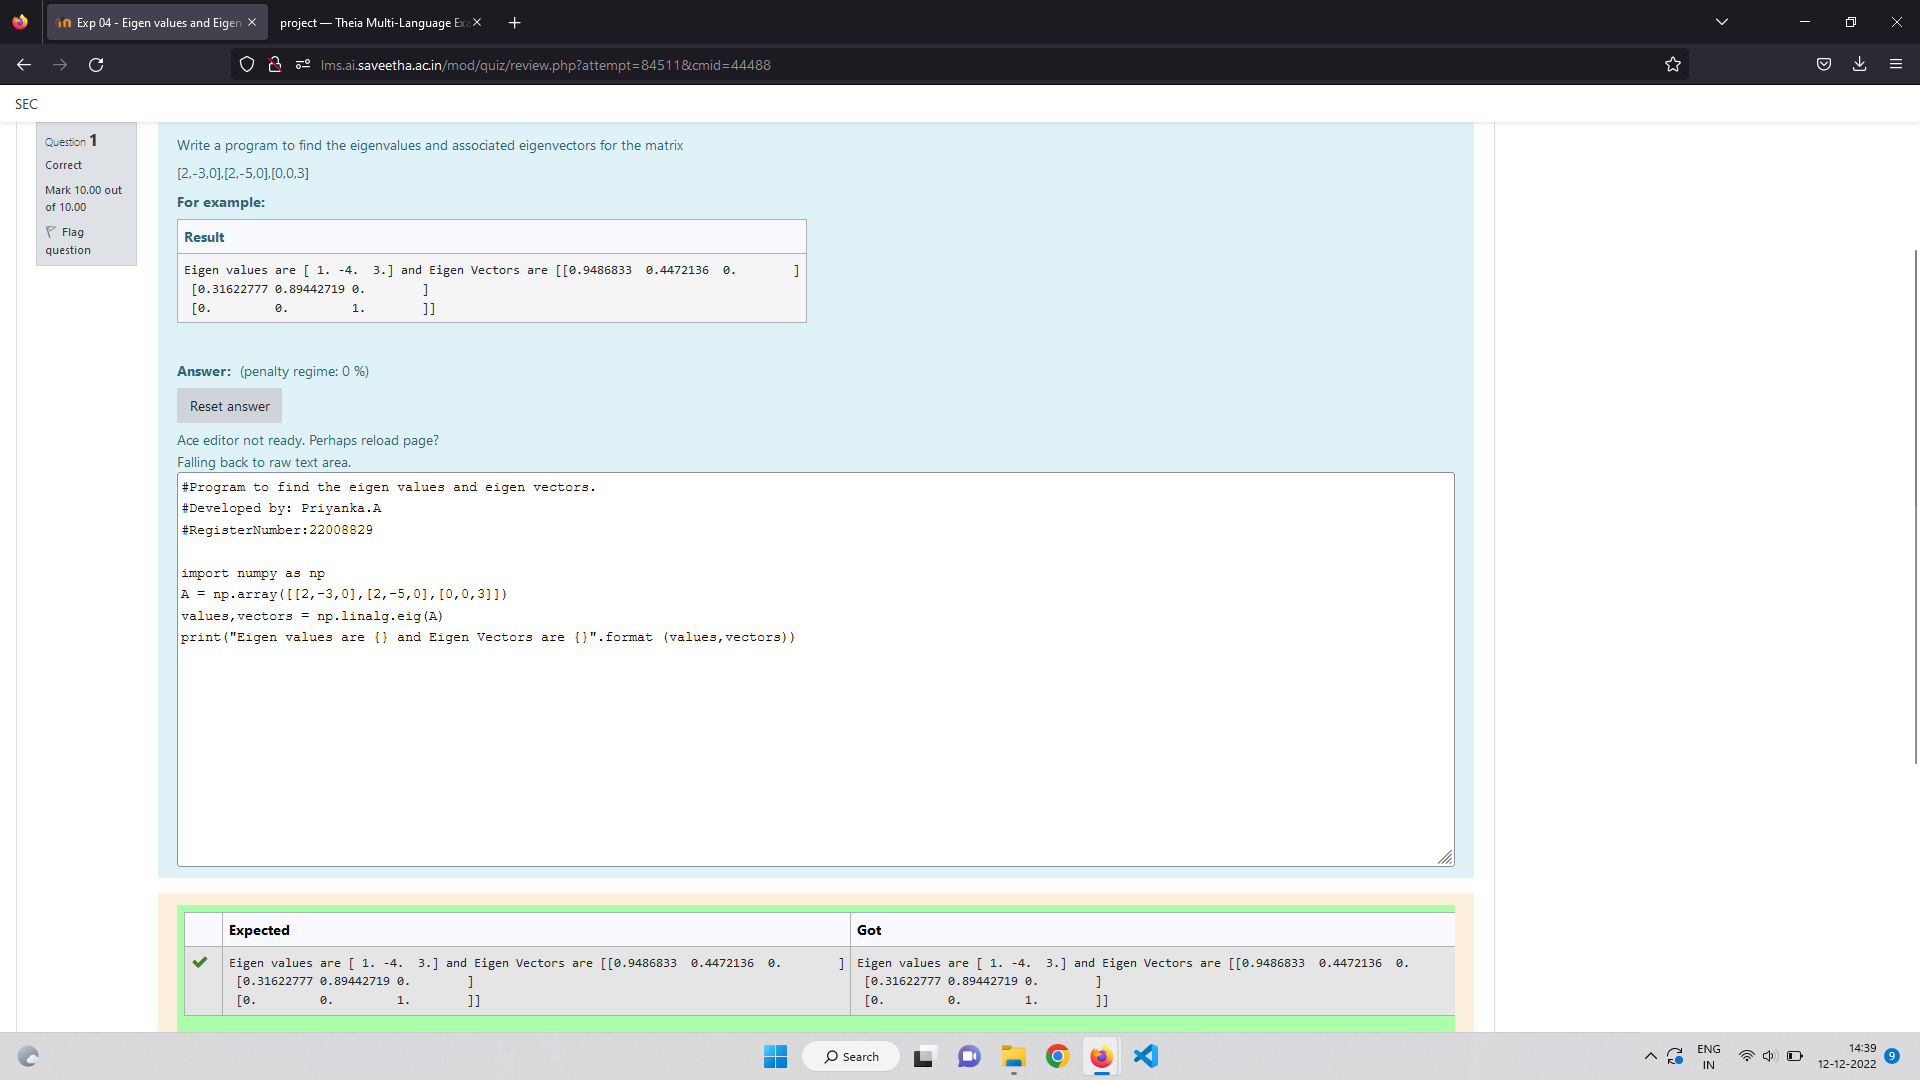 Exp 04 - Eigen values and Eigen
project — Theia Multi-Language Ex
lms.ai.saveetha.ac.in/mod/quiz/review.php?attempt=84511&cmid=44488
SEC
Question 1
Correct
Mark 10.00 out
of 10.00
Flag
question
Write a program to find the eigenvalues and associated eigenvectors for the matrix
[2,-3,0],[2,-5,0],[0,0,3]
For example:
Result
Eigen values are [ 1. -4.  3.] and Eigen Vectors are [[0.9486833  0.4472136  0.        ]
 [0.31622777 0.89442719 0.        ]
 [0.         0.         1.        ]]
Answer: (penalty regime: 0 %)
Reset answer
Ace editor not ready. Perhaps reload page?
Falling back to raw text area.
#Program to find the eigen values and eigen vectors.
#Developed by: Priyanka.A
#RegisterNumber:22008829
import numpy as np
A = np.array([[2,-3,0],[2,-5,0],[0,0,3]])
values,vectors = np.linalg.eig(A)
print("Eigen values are {} and Eigen Vectors are {}".format (values,vectors))
Expected
Got
Eigen values are [ 1. -4.  3.] and Eigen Vectors are [[0.9486833  0.4472136  0.        ]
 [0.31622777 0.89442719 0.        ]
 [0.         0.         1.        ]]
Eigen values are [ 1. -4.  3.] and Eigen Vectors are [[0.9486833  0.4472136  0.
 [0.31622777 0.89442719 0.        ]
 [0.         0.         1.        ]]
Search
ENG
IN
14:39
12-12-2022
9